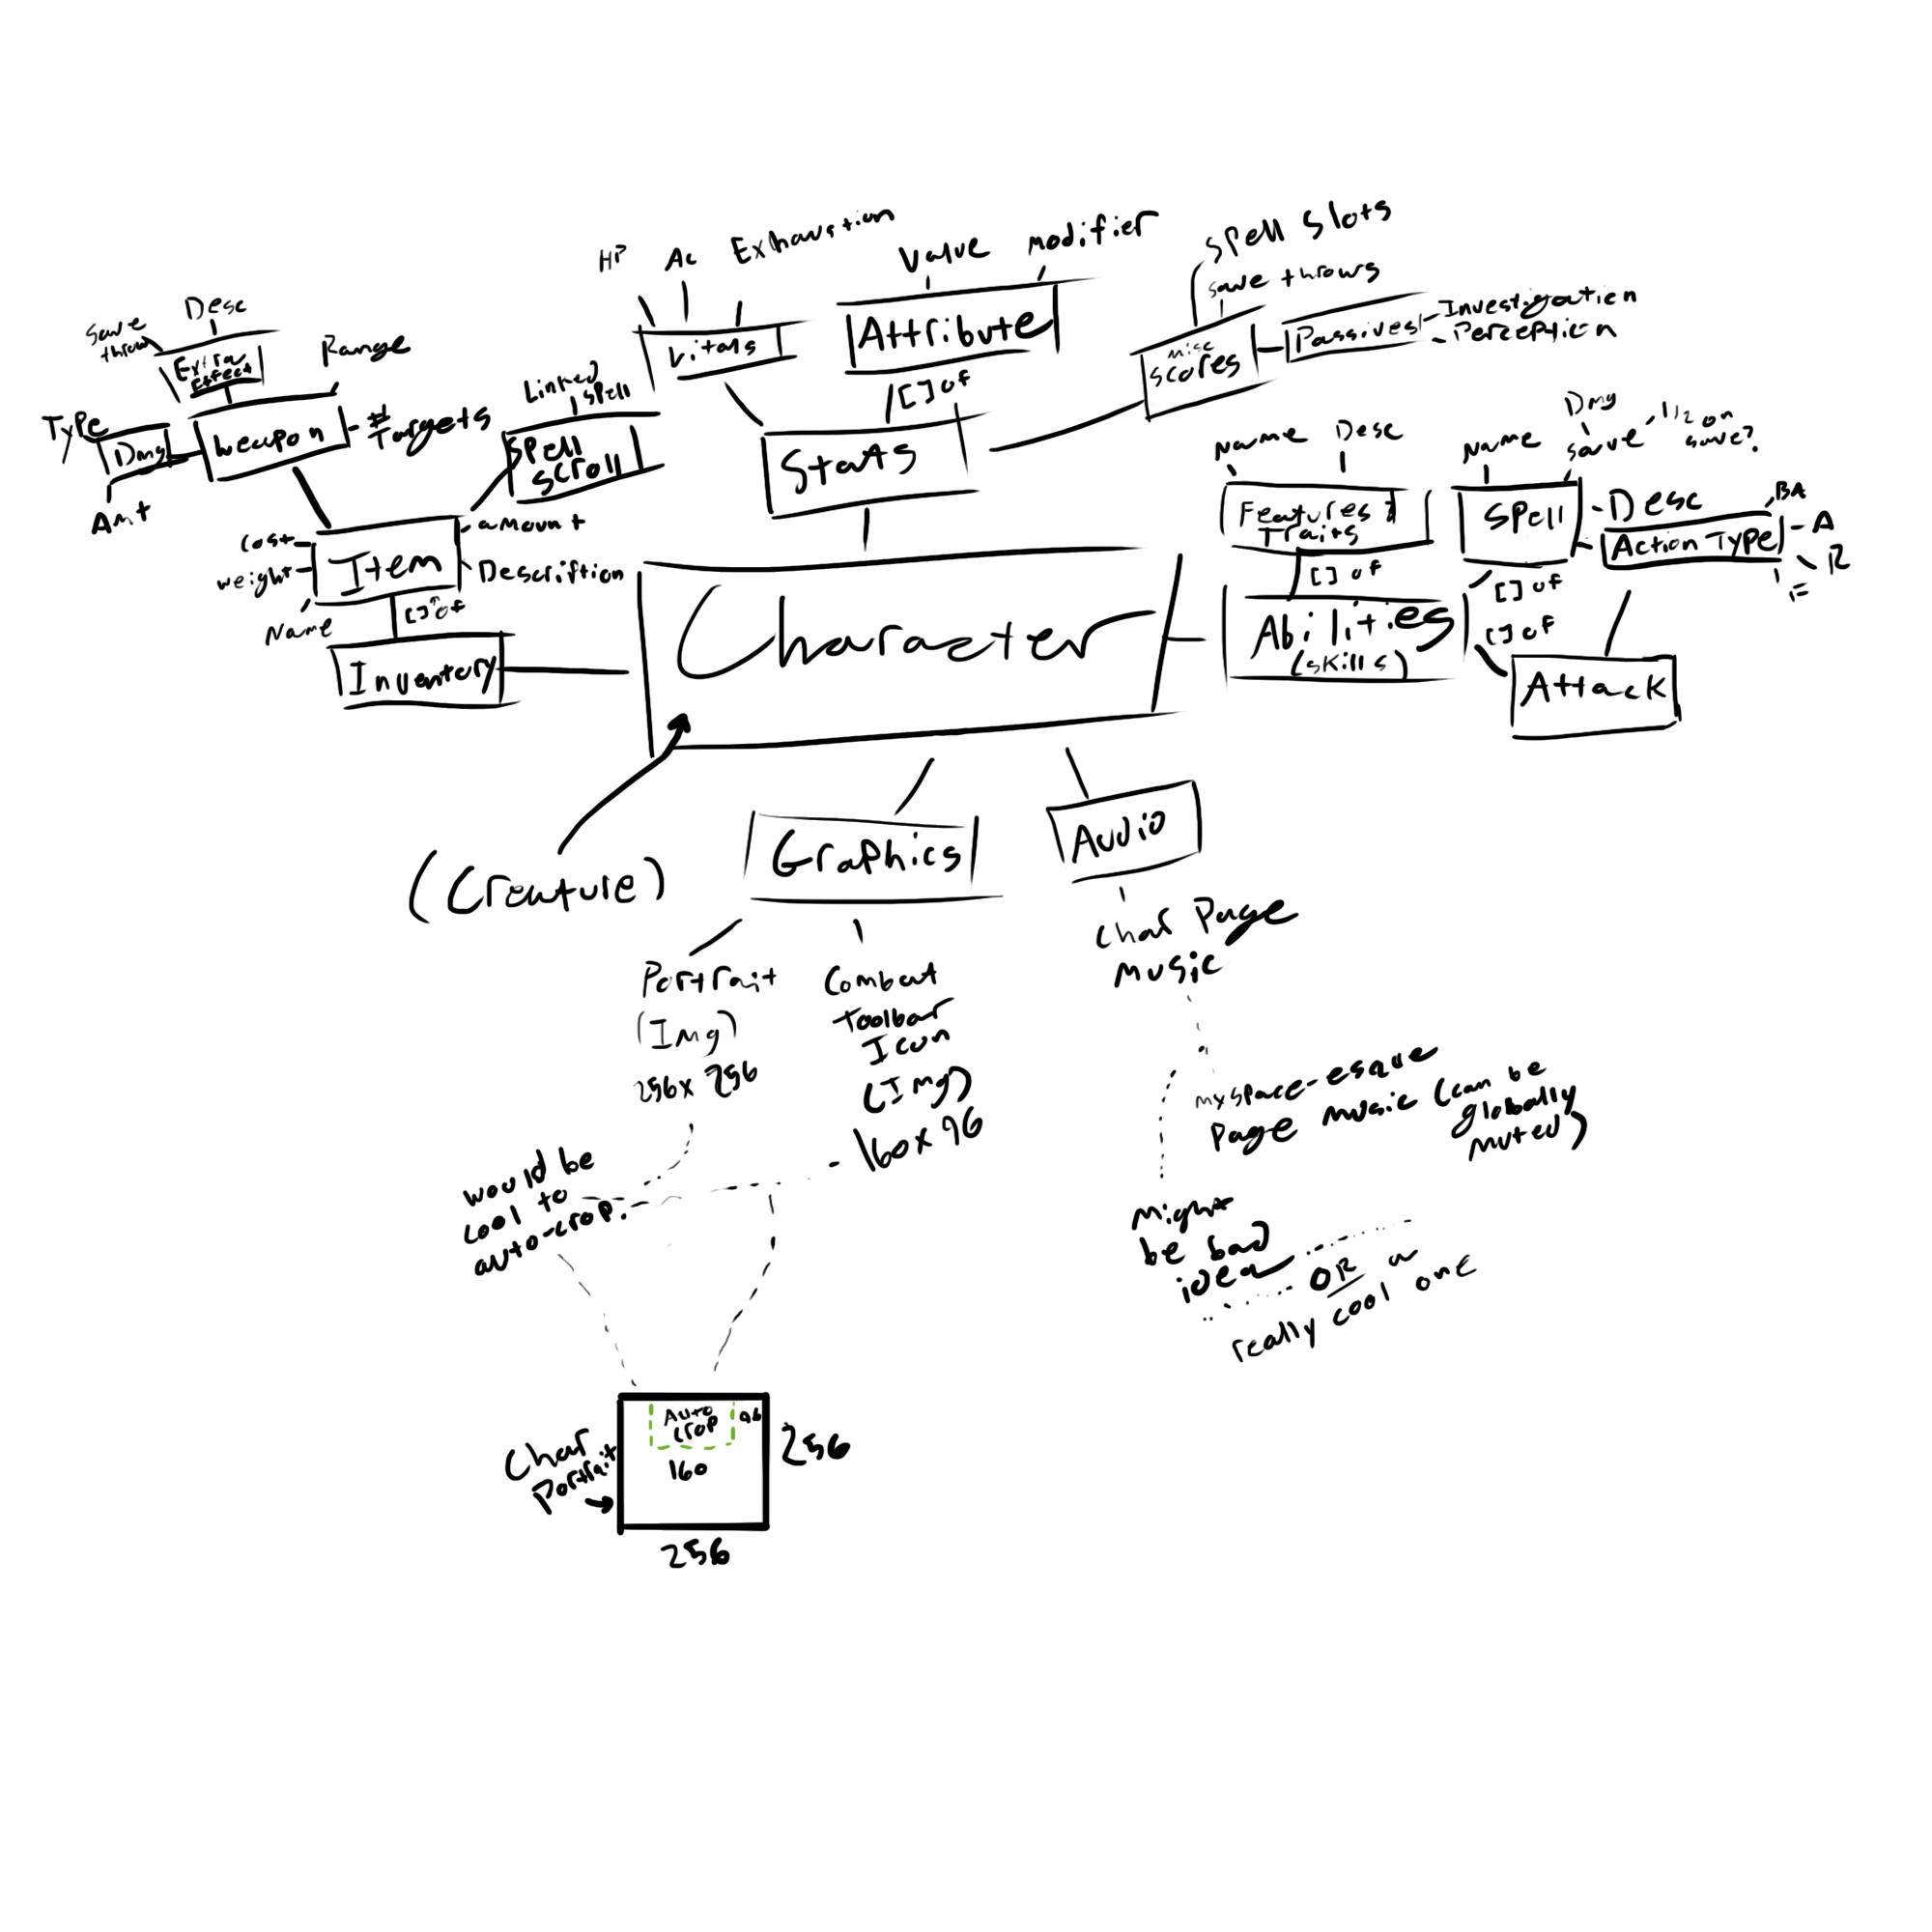 HP
AC
Exhaustion
Vitals
Value
Modifier
Attribute
[] of
Stats
Spell Slots
save throws
misc
scores
Passives
Investigation
Perception
save
throw
Desc
Extra
Effect
Range
Type
Dmg
Amt
Weapon
#
Targets
Linked
Spell
Spell
Scroll
cost
weight
Name
Item
amount
Description
[] of
Inventory
Character
Name
Desc
Features &
Traits
[] of
Abilities
(skills)
Name
Dmg
save
1/2 on
save?
Spell
Desc
Action Type
BA
A
R
F
[] of
[] of
Attack
(Creature)
Graphics
Audio
Portrait
(Img)
256x256
Combat
Toolbar
Icon
(Img)
- 160x96
would be
cool to
auto-crop.
Char Page
Music
myspace-esque
page music (can be
globally
muted)
Might
be bad
idea
OR a
really cool one
Auto
crop
96
160
Char
Portrait
256
256